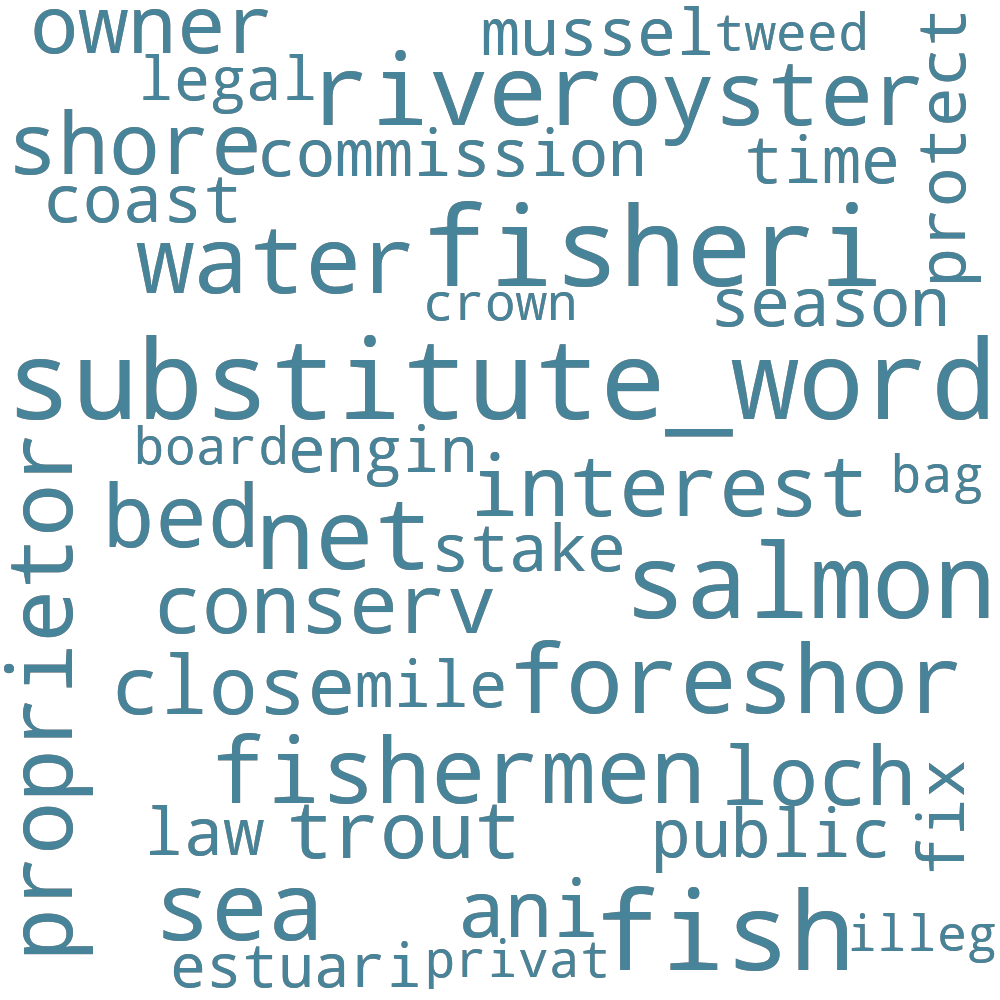 owner
mussel tweed
legal river oyster
shore commission time
protect
coast
water fisheri
crown season
substitute_word
board engin interest bag
proprietor
bed net stake salmon
conserv
close mile foreshor
fishermen loch fix
law trout public
sea ani fish illeg
estuari privat